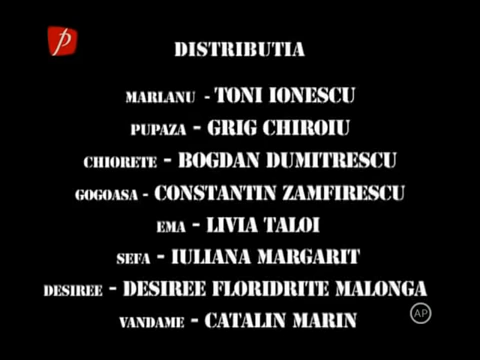 p
DISTRIBUTIA
MARLANU - TONI IONESCU
PUPAZA - GRIG CHIROIU
CHIORETE - BOGDAN DUMITRESCU
GOGOASA - CONSTANTIN ZAMFIRESCU
EMA - LIVIA TALOI
SEFA - IULIANA MARGARIT
DESIREE - DESIREE FLORIDRITE MALONGA
AP
VANDAME - CATALIN MARIN